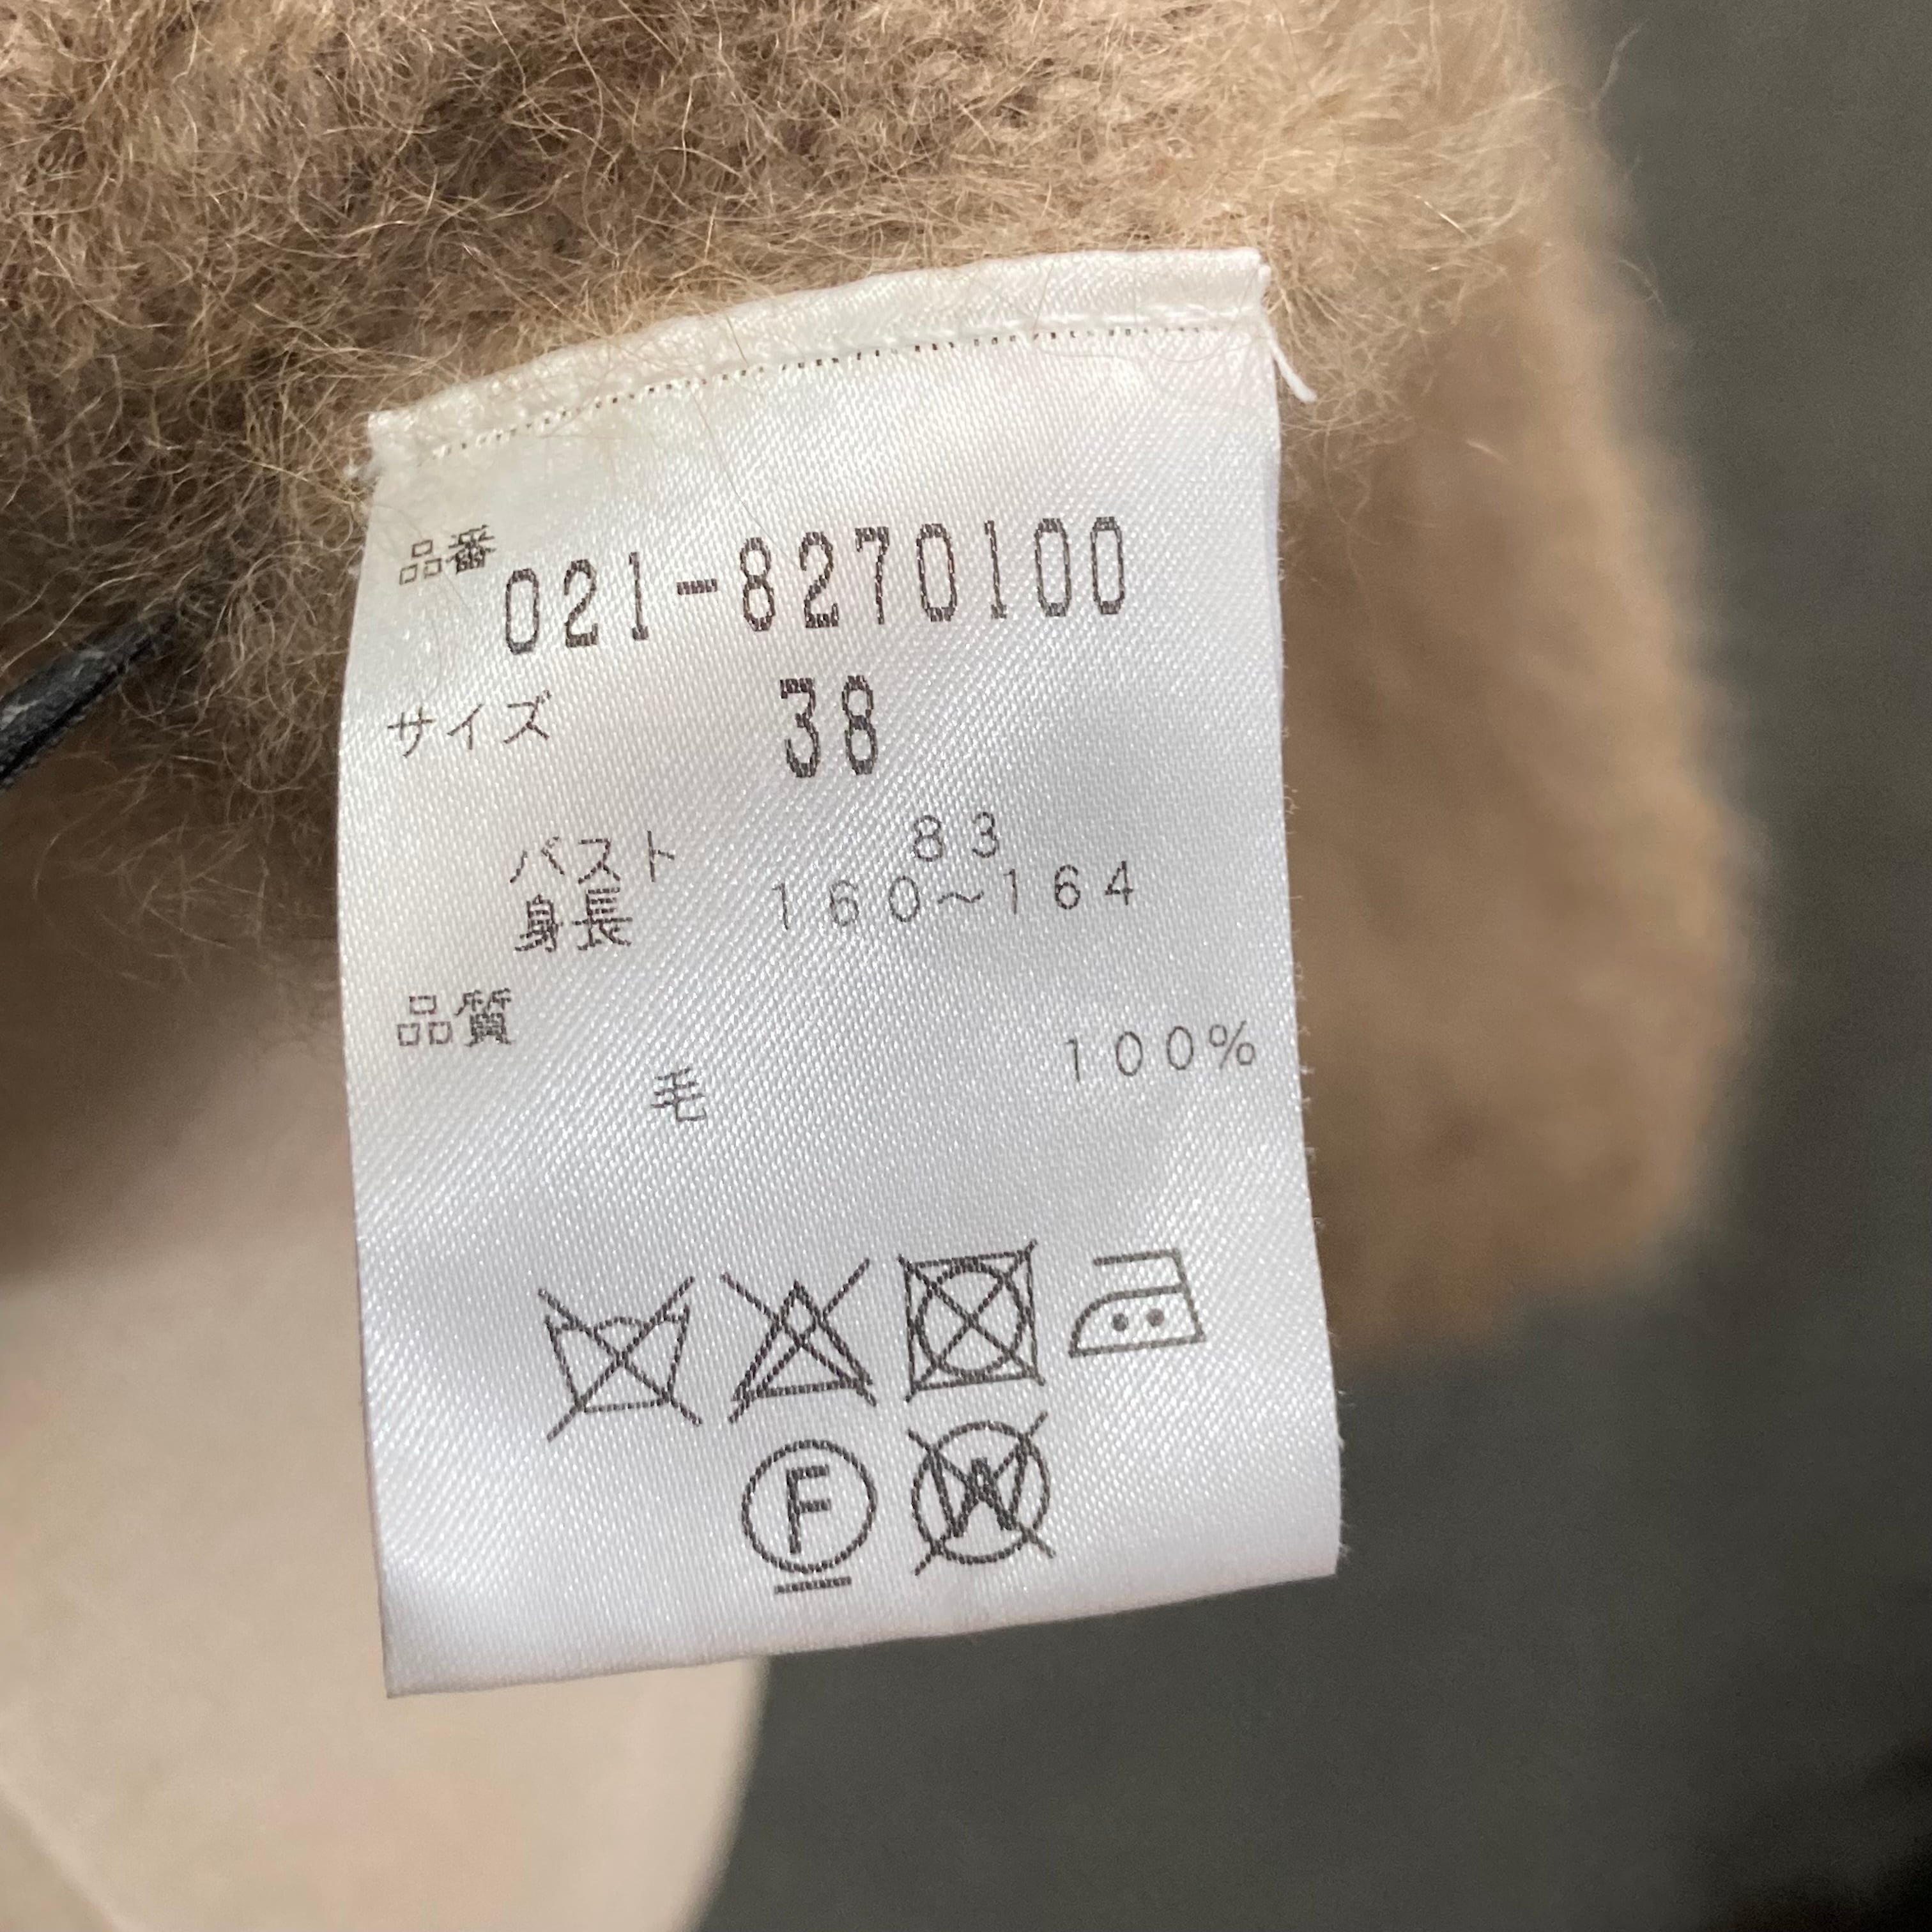 品番 021-8270100
サイズ 38
バスト 83
身長 160~164
品質
毛 100%
F
W